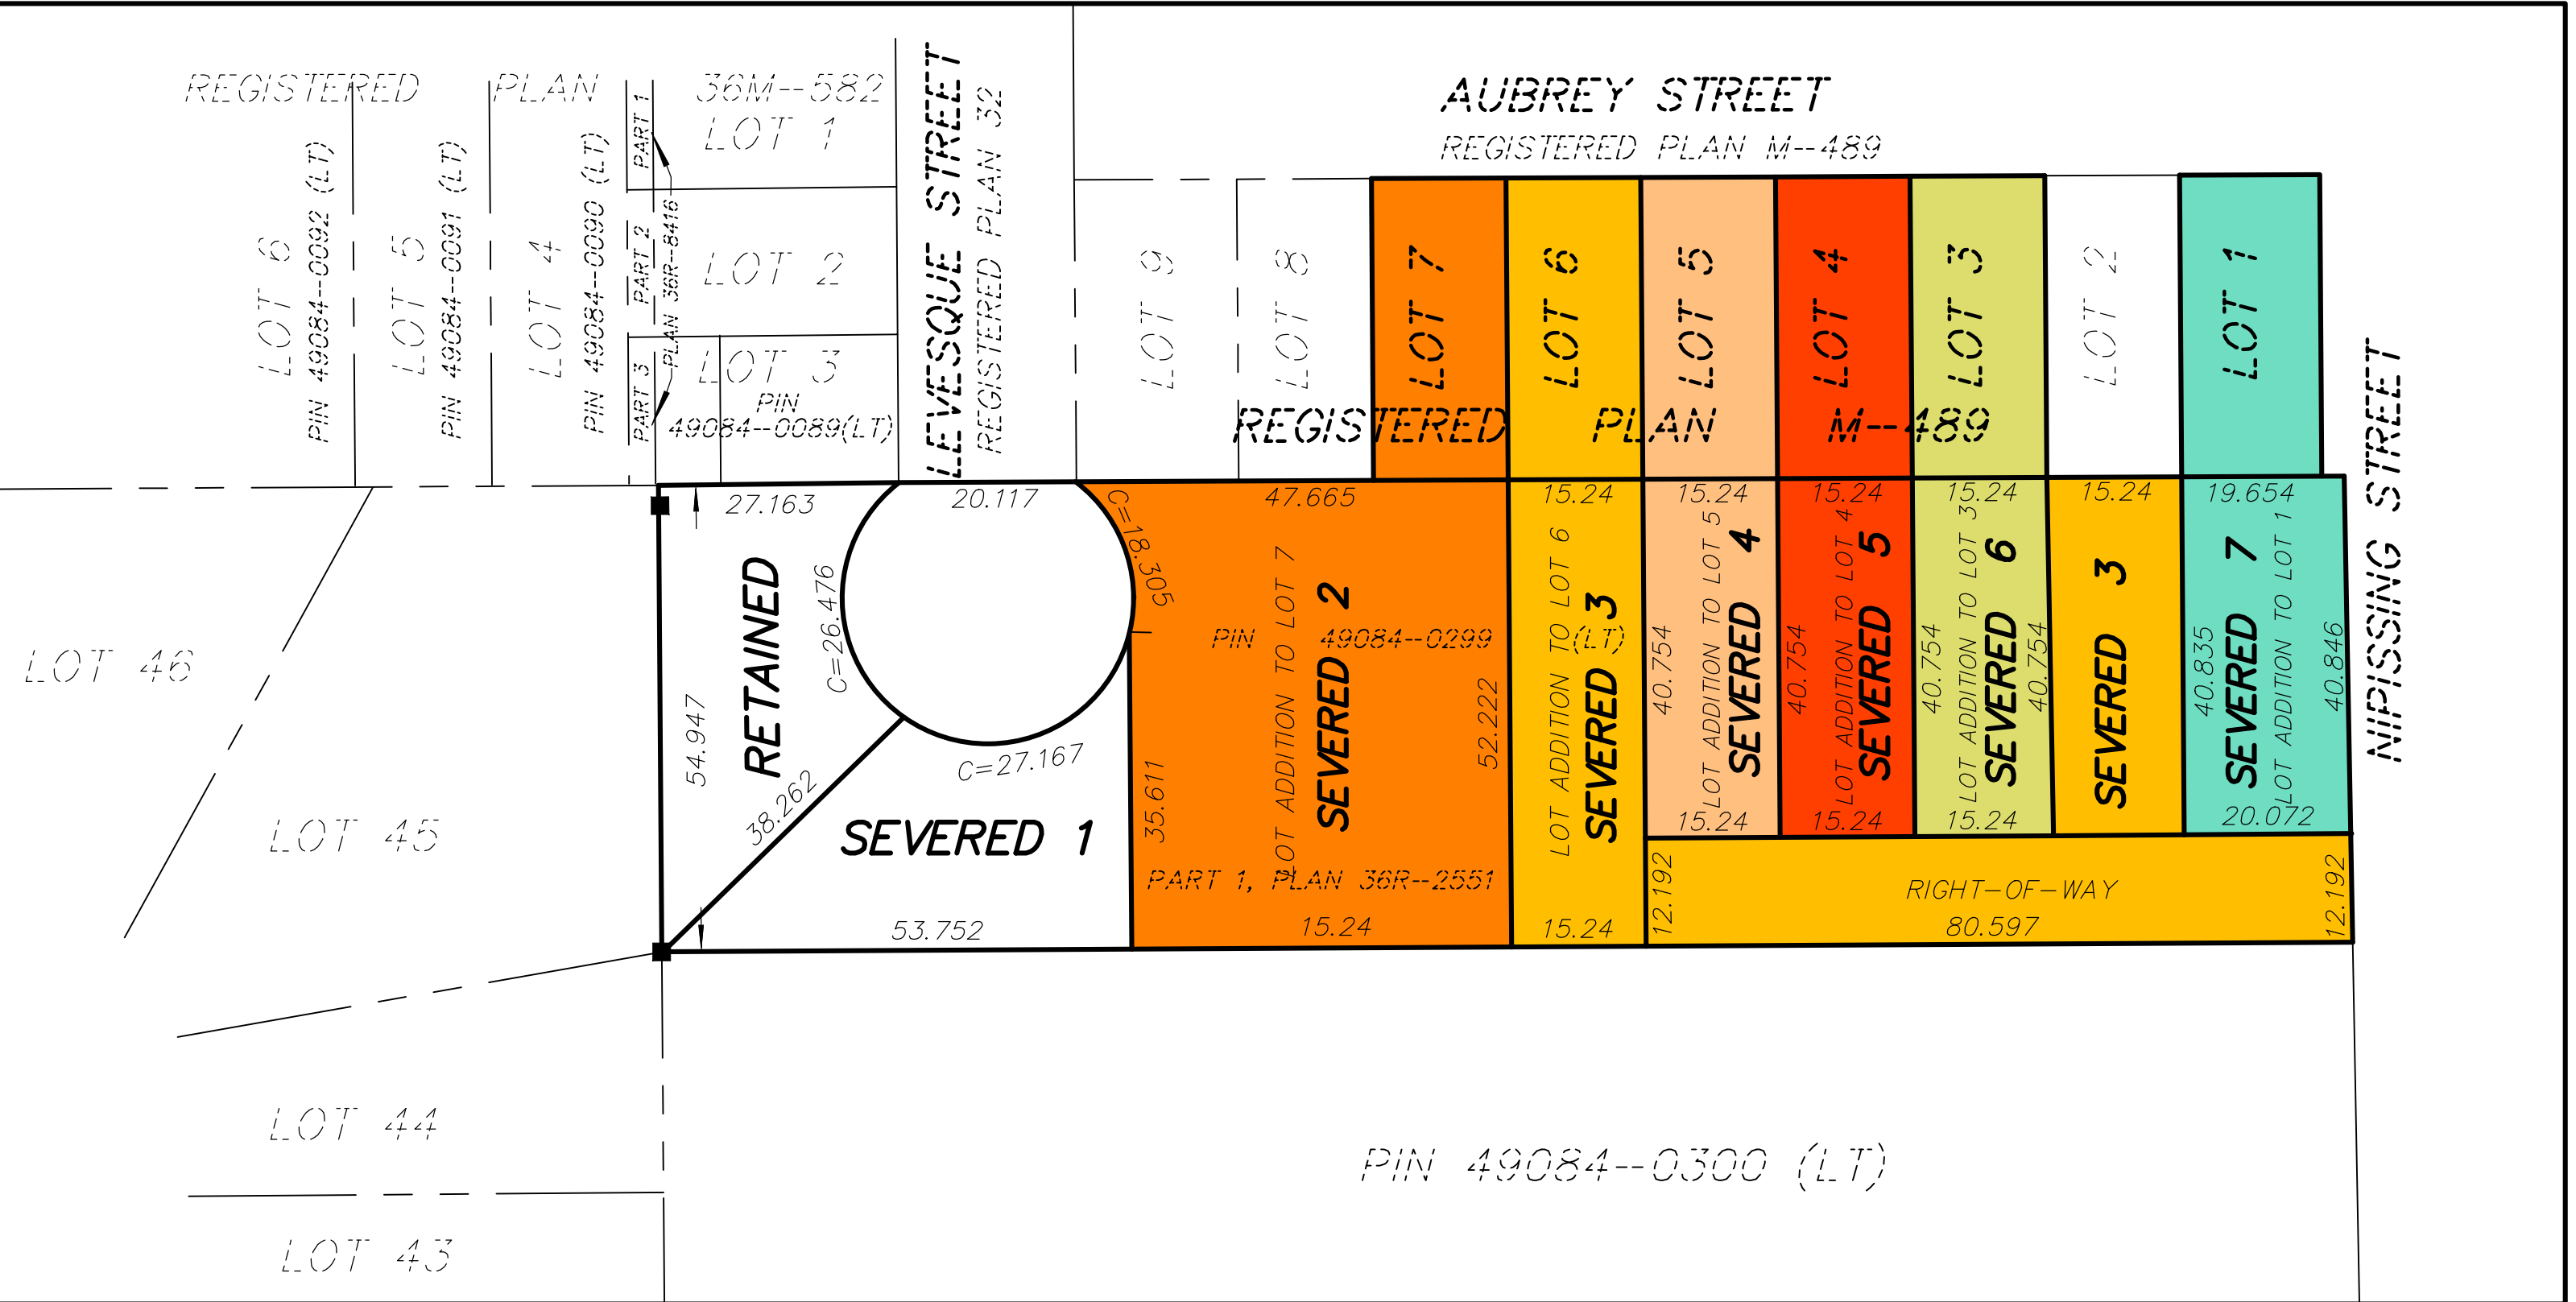 REGISTERED PLAN 36M--582
LOT 6
PIN 49084--0092 (LT)
LOT 5
PIN 49084--0091 (LT)
LOT 4
PIN 49084--0090 (LT)
PART 1
PART 2
PART 3
PLAN 36R-8416
LOT 1
LOT 2
LOT 3
PIN
49084--0089(LT)
LEVESQUE STREET
REGISTERED PLAN 32
AUBREY STREET
REGISTERED PLAN M--489
LOT 9
LOT 8
LOT 7
LOT 6
LOT 5
LOT 4
LOT 3
LOT 2
LOT 1
REGISTERED PLAN M--489
NIPISSING STREET
27.163
20.117
47.665
15.24
15.24
15.24
15.24
15.24
19.654
RETAINED
54.947
C=26.476
C=18.305
C=27.167
38.262
SEVERED 1
53.752
35.611
LOT ADDITION TO LOT 7
SEVERED 2
PIN 49084--0299 (LT)
52.222
PART 1, PLAN 36R--2551
15.24
LOT ADDITION TO LOT 6
SEVERED 3
15.24
40.754
LOT ADDITION TO LOT 5
SEVERED 4
15.24
40.754
LOT ADDITION TO LOT 4
SEVERED 5
15.24
40.754
LOT ADDITION TO LOT 3
SEVERED 6
40.754
15.24
SEVERED 3
40.835
SEVERED 7
LOT ADDITION TO LOT 1
40.846
20.072
12.192
RIGHT-OF-WAY
80.597
12.192
LOT 46
LOT 45
LOT 44
LOT 43
PIN 49084--0300 (LT)